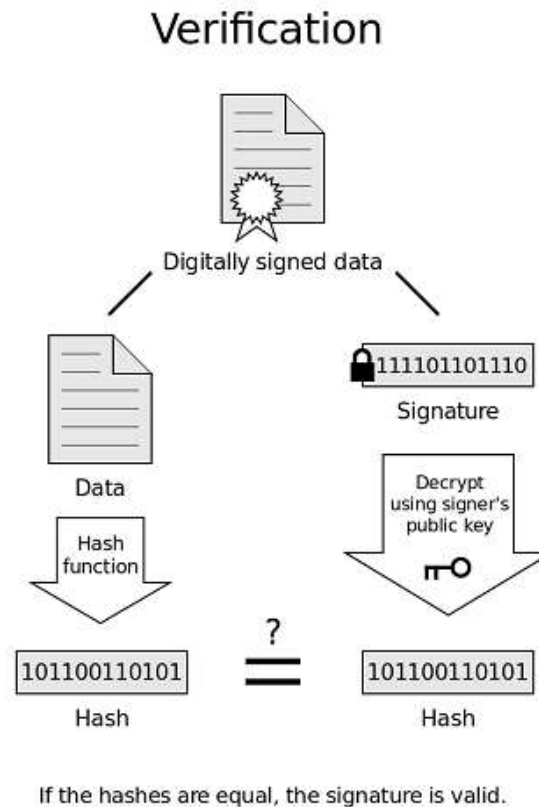 Verification
Digitally signed data
111101101110
Signature
Data
Decrypt
using signer's
public key
Hash
function
?
101100110101
101100110101
Hash
Hash
If the hashes are equal, the signature is valid.